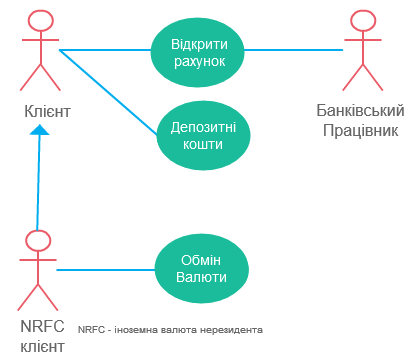 Відкрити
рахунок
Клієнт
Банківський
Працівник
Депозитні
кошти
Обмін
Валюти
NRFC
клієнт
NRFC - іноземна валюта нерезидента